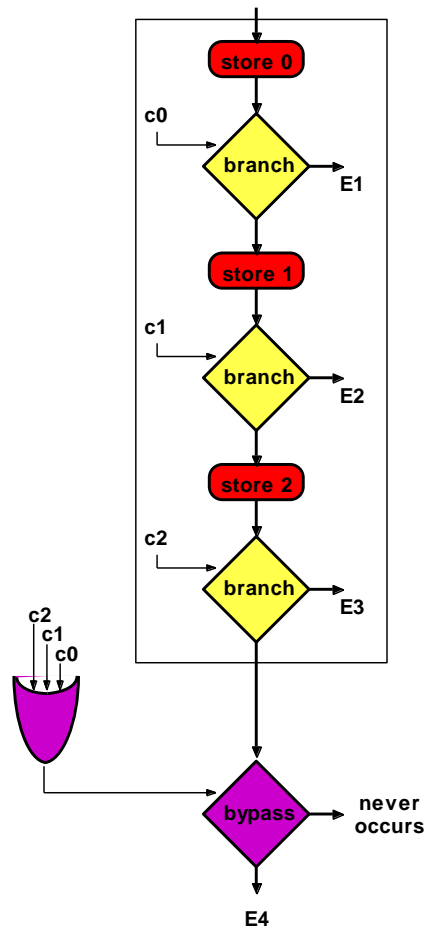 store 0
c0
branch
E1
store 1
c1
branch
E2
store 2
c2
branch
E3
c2
c1
c0
bypass
never
occurs
E4